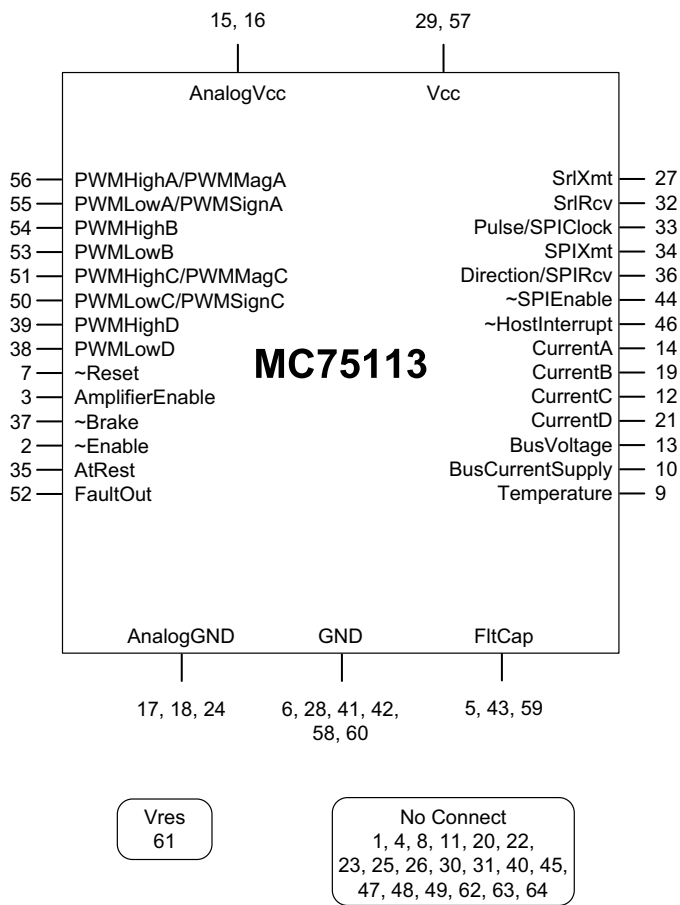 15, 16
29, 57
AnalogVcc
Vcc
56 PWMHighA/PWMMagA
55 PWMLowA/PWMSignA
54 PWMHighB
53 PWMLowB
51 PWMHighC/PWMMagC
50 PWMLowC/PWMSignC
39 PWMHighD
38 PWMLowD
7 ~Reset
3 AmplifierEnable
37 ~Brake
2 ~Enable
35 AtRest
52 FaultOut
MC75113
SrlXmt 27
SrlRcv 32
Pulse/SPIClock 33
SPIXmt 34
Direction/SPIRcv 36
~SPIEnable 44
~HostInterrupt 46
CurrentA 14
CurrentB 19
CurrentC 12
CurrentD 21
BusVoltage 13
BusCurrentSupply 10
Temperature 9
AnalogGND
GND
FltCap
17, 18, 24
6, 28, 41, 42,
58, 60
5, 43, 59
Vres
61
No Connect
1, 4, 8, 11, 20, 22,
23, 25, 26, 30, 31, 40, 45,
47, 48, 49, 62, 63, 64